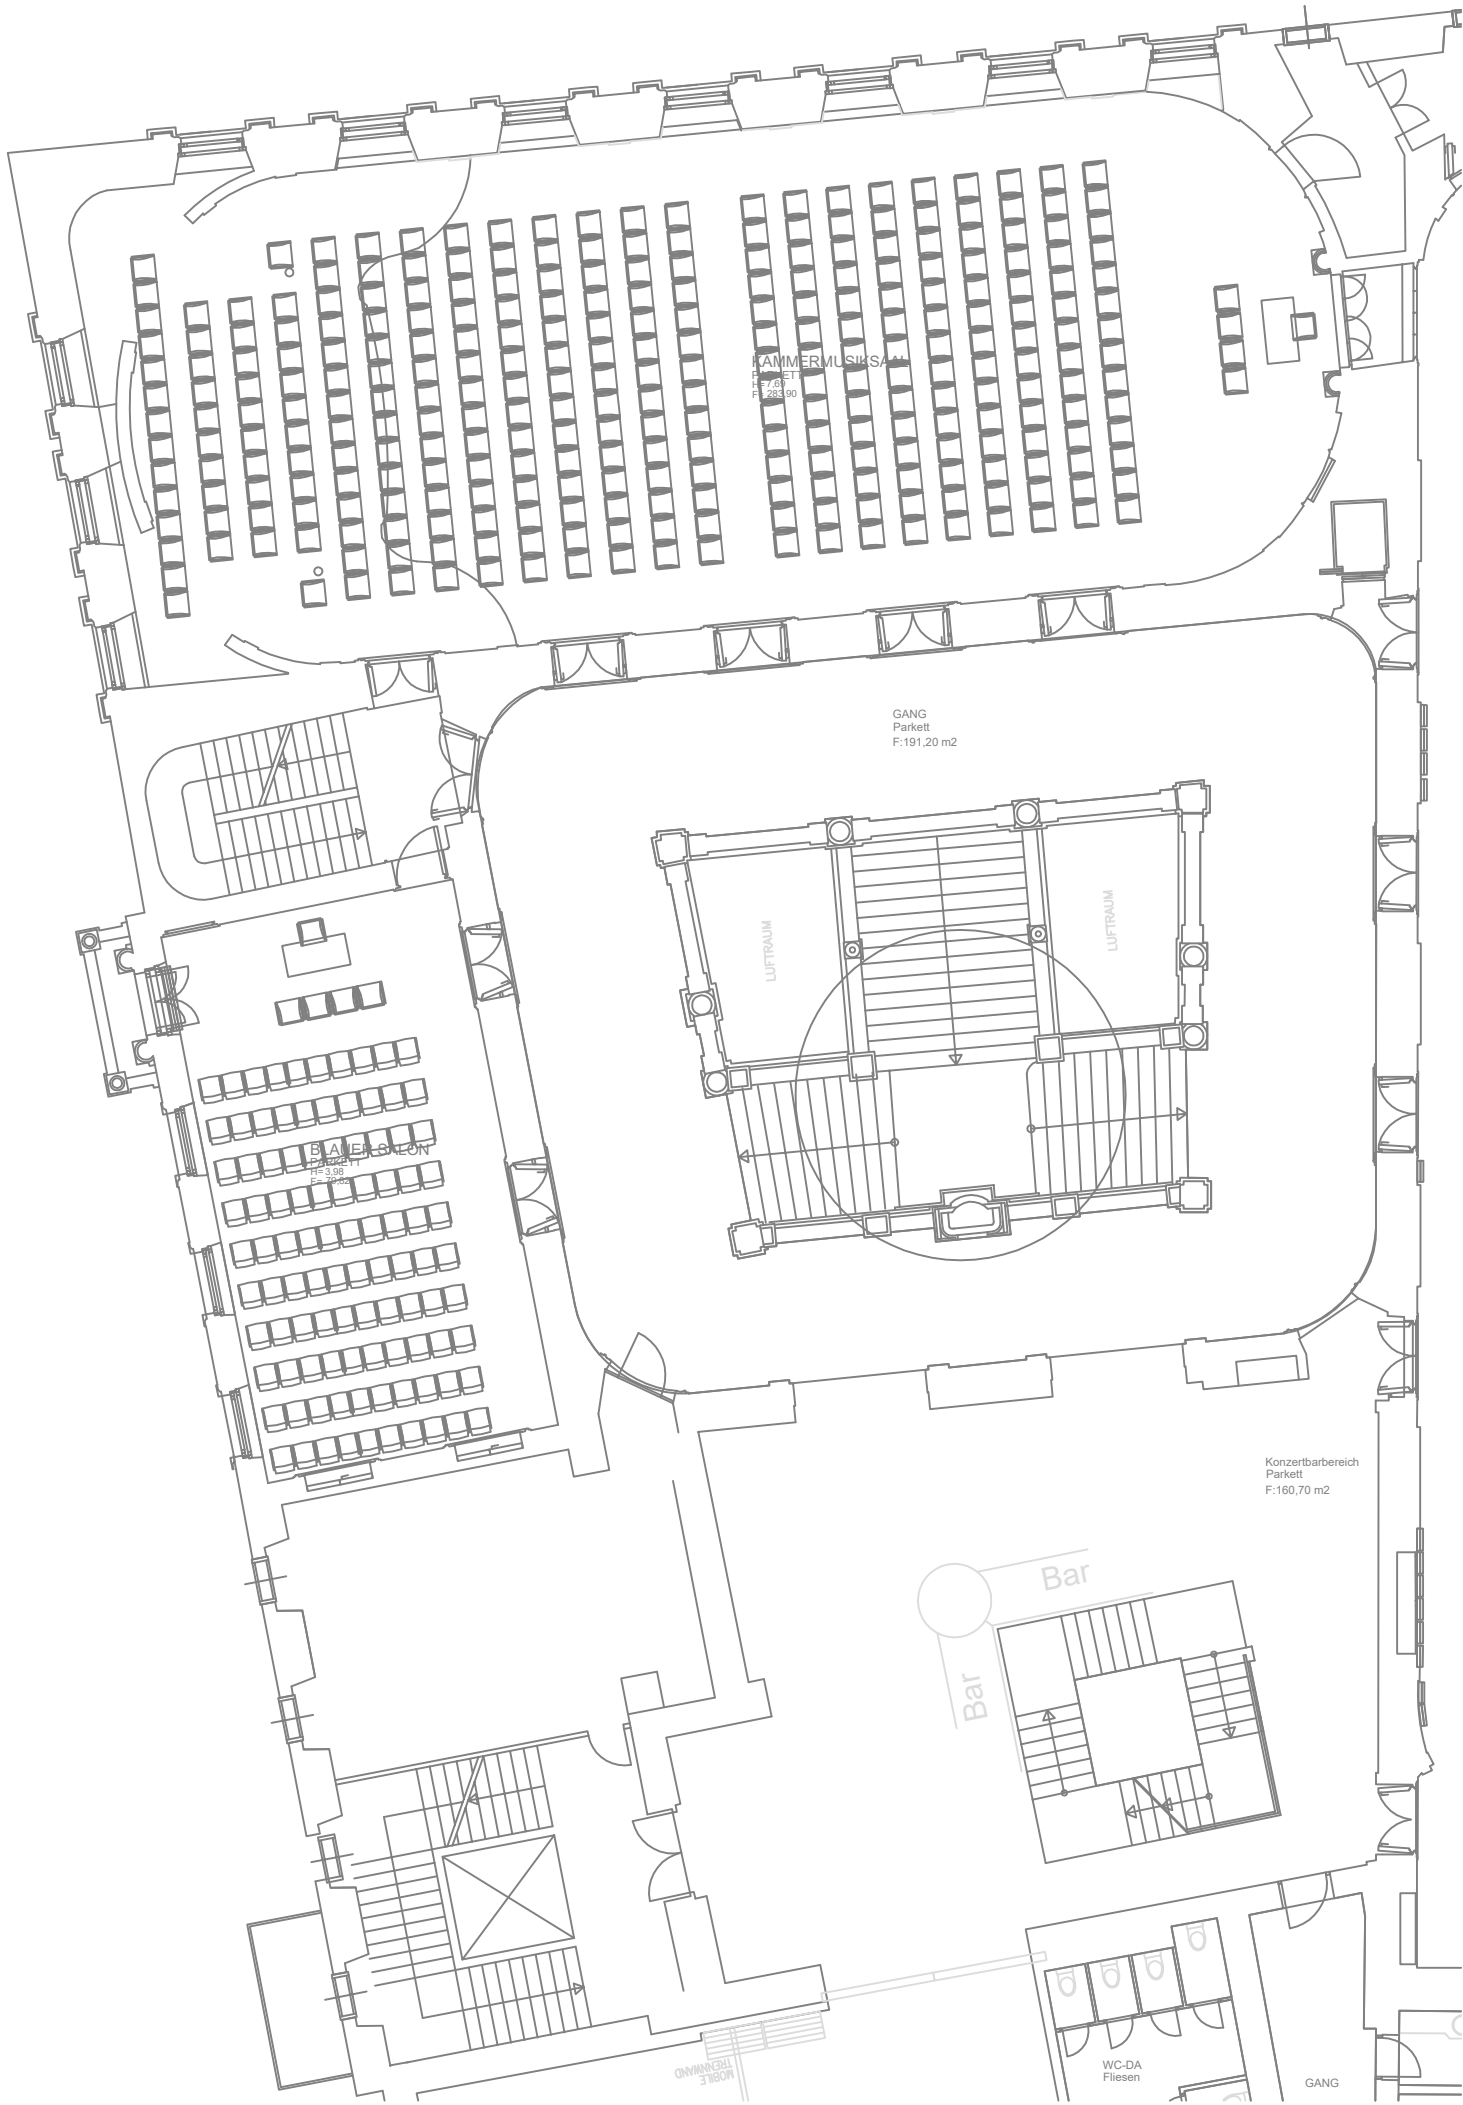 KAMMERMUSIKSAAL
PARKETT
H=7,69
F= 283,90
GANG
Parkett
F:191,20 m2
LUFTRAUM
LUFTRAUM
BLAUER SALON
PARKETT
H=3,98
Konzertbarbereich
Parkett
F:160,70 m2
Bar
Bar
MOBILE
TRENNWAND
WC-DA
Fliesen
GANG